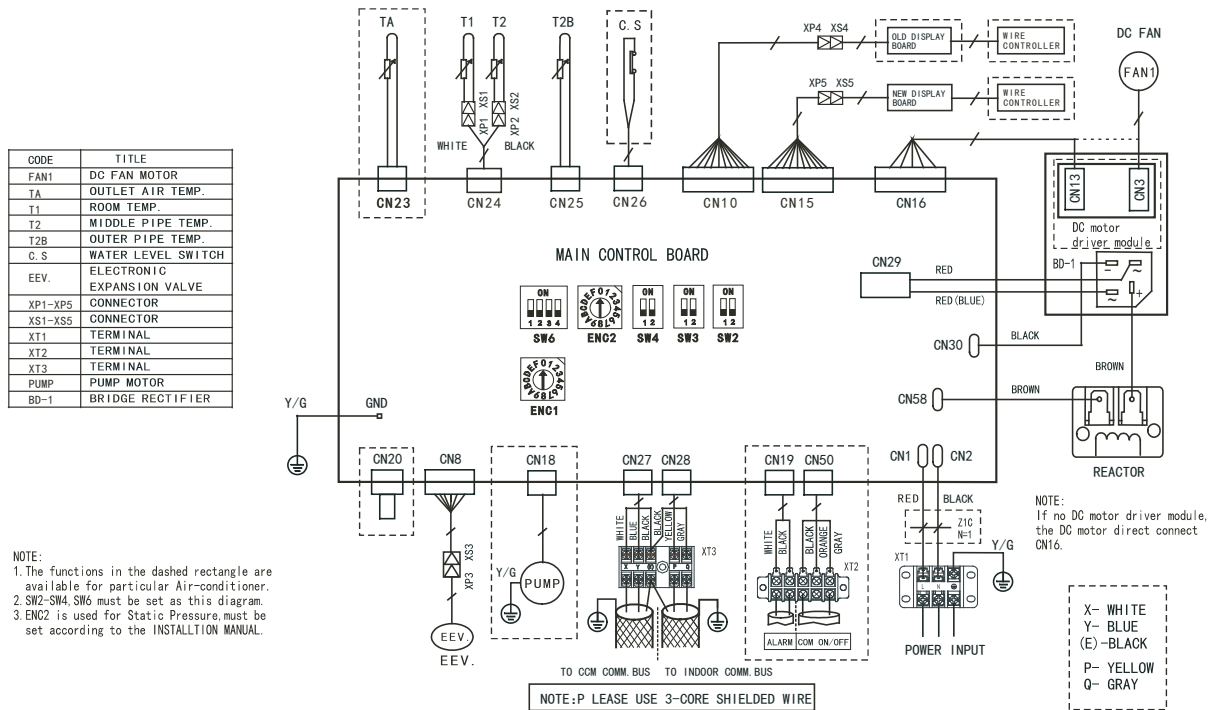 CODE TITLE
FAN1 DC FAN MOTOR
TA OUTLET AIR TEMP.
T1 ROOM TEMP.
T2 MIDDLE PIPE TEMP.
T2B OUTER PIPE TEMP.
C.S WATER LEVEL SWITCH
EEV. ELECTRONIC
EXPANSION VALVE
XP1-XP5 CONNECTOR
XS1-XS5 CONNECTOR
XT1 TERMINAL
XT2 TERMINAL
XT3 TERMINAL
PUMP PUMP MOTOR
BD-1 BRIDGE RECTIFIER
NOTE:
1.The functions in the dashed rectangle are
available for particular Air-conditioner.
2.SW2-SW4,SW6 must be set as this diagram.
3.ENC2 is used for Static Pressure,must be
set according to the INSTALLTION MANUAL.
TA
T1 T2
T2B
C.S
XP1 XS1
XP2 XS2
WHITE BLACK
XP4 XS4
OLD DISPLAY
BOARD
WIRE
CONTROLLER
XP5 XS5
NEW DISPLAY
BOARD
WIRE
CONTROLLER
DC FAN
FAN1
CN23 CN24 CN25 CN26 CN10 CN15 CN16
CN13
CN3
DC motor
driver module
BD-1
- ~
~ +
MAIN CONTROL BOARD
CN29
RED
RED(BLUE)
ON
1 2 3 4
SW6
9ABCDEF012345678
ENC2
ON
1 2
SW4
ON
1 2
SW3
ON
1 2
SW2
9ABCDEF012345678
ENC1
CN30
BLACK
BROWN
CN58
BROWN
REACTOR
Y/G
GND
CN20
CN8
CN18
CN27 CN28
CN19 CN50
CN1 CN2
XS3
XP3
EEV.
EEV.
Y/G
PUMP
WHITE
BLUE
BLACK
BLACK
YELLOW
GRAY
X Y (E) P Q
XT3
TO CCM COMM.BUS TO INDOOR COMM.BUS
NOTE:P LEASE USE 3-CORE SHIELDED WIRE
WHITE
BLACK
BLACK
ORANGE
GRAY
XT2
ALARM COM ON/OFF
RED BLACK
Z1C
N=1
XT1
L N
Y/G
POWER INPUT
NOTE:
If no DC motor driver module,
the DC motor direct connect
CN16.
X- WHITE
Y- BLUE
(E)-BLACK
P- YELLOW
Q- GRAY